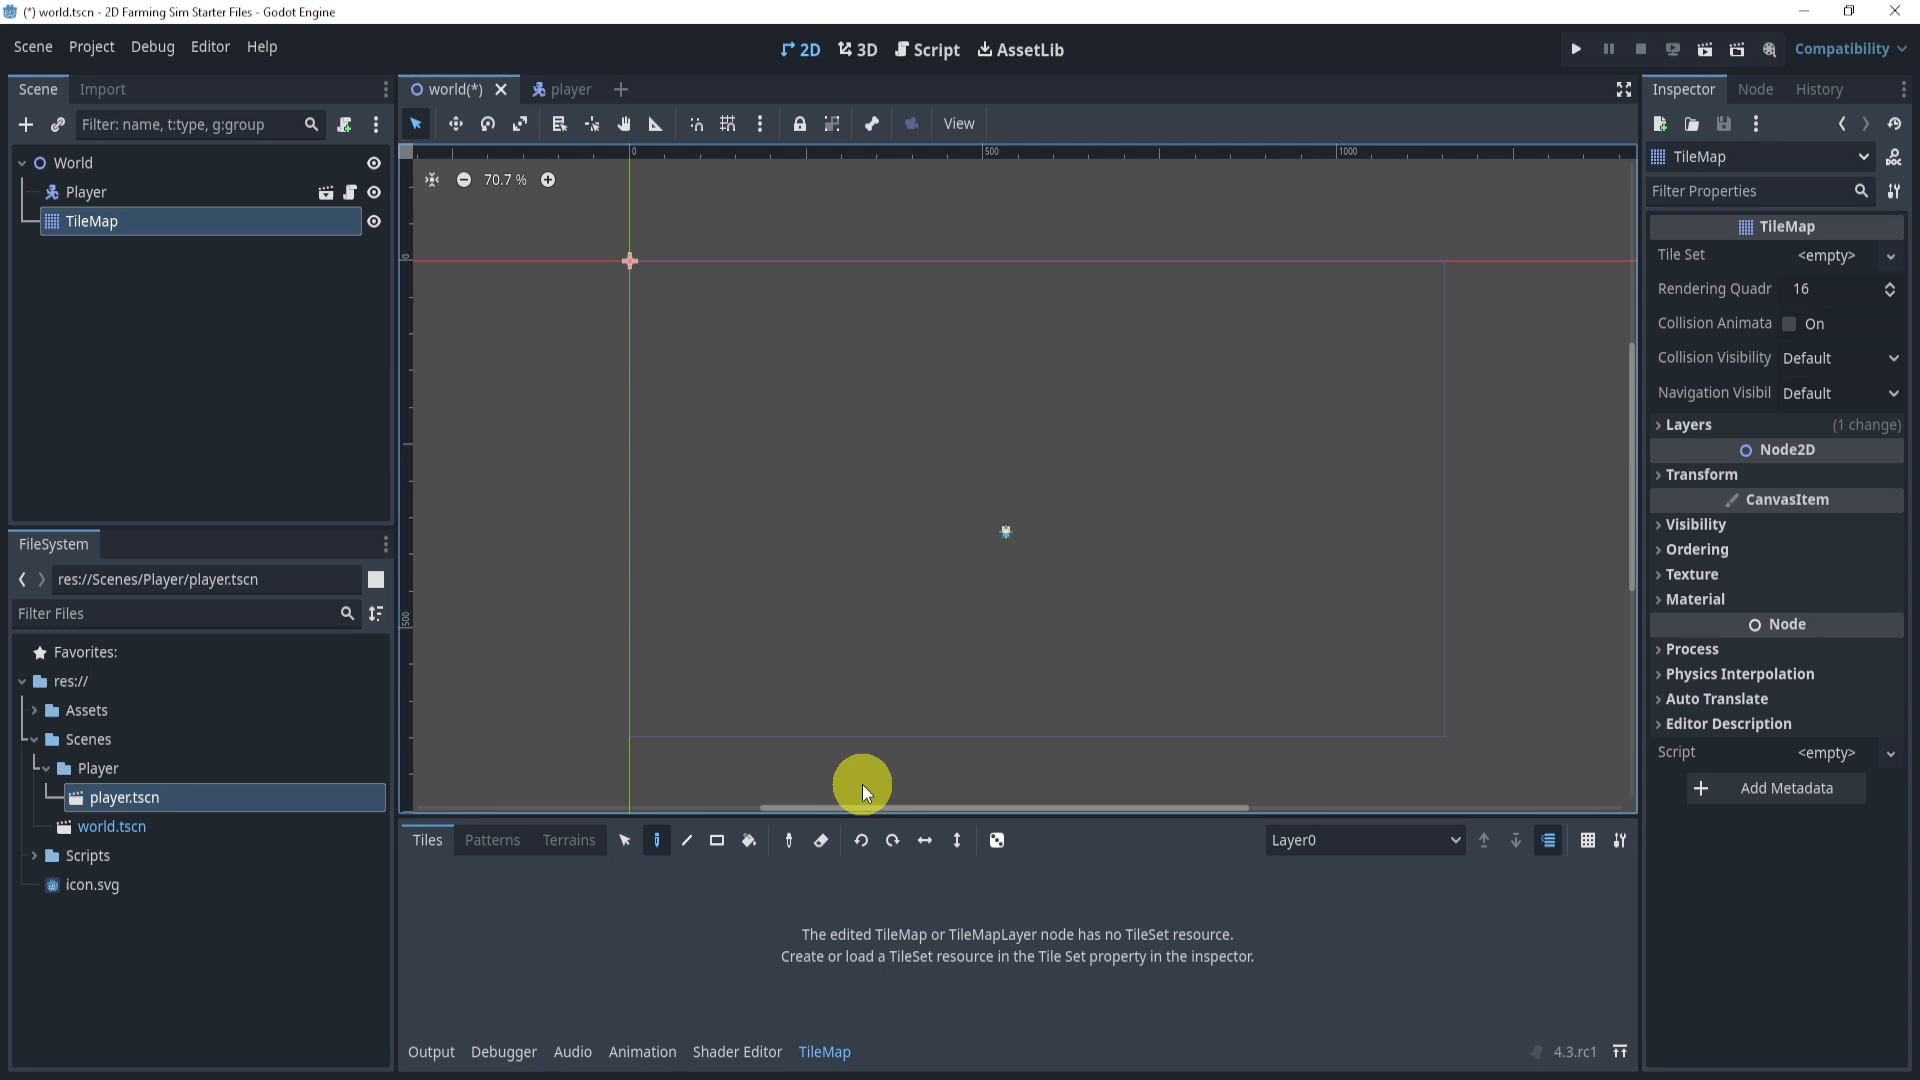 (*) world.tscn - 2D Farming Sim Starter Files - Godot Engine
Scene Project Debug Editor Help
2D 3D Script AssetLib
Compatibility
Scene Import
world(*) player
Inspector Node History
Filter: name, t:type, g:group
View
World
Player
TileMap
0 500 1000
70.7 %
0
500
TileMap
Filter Properties
TileMap
Tile Set <empty>
Rendering Quadr 16
Collision Animata On
Collision Visibility Default
Navigation Visibil Default
Layers (1 change)
Node2D
Transform
CanvasItem
Visibility
Ordering
Texture
Material
Node
Process
Physics Interpolation
Auto Translate
Editor Description
Script <empty>
Add Metadata
FileSystem
res://Scenes/Player/player.tscn
Filter Files
Favorites:
res://
Assets
Scenes
Player
player.tscn
world.tscn
Scripts
icon.svg
Tiles Patterns Terrains
Layer0
The edited TileMap or TileMapLayer node has no TileSet resource.
Create or load a TileSet resource in the Tile Set property in the inspector.
Output Debugger Audio Animation Shader Editor TileMap
4.3.rc1